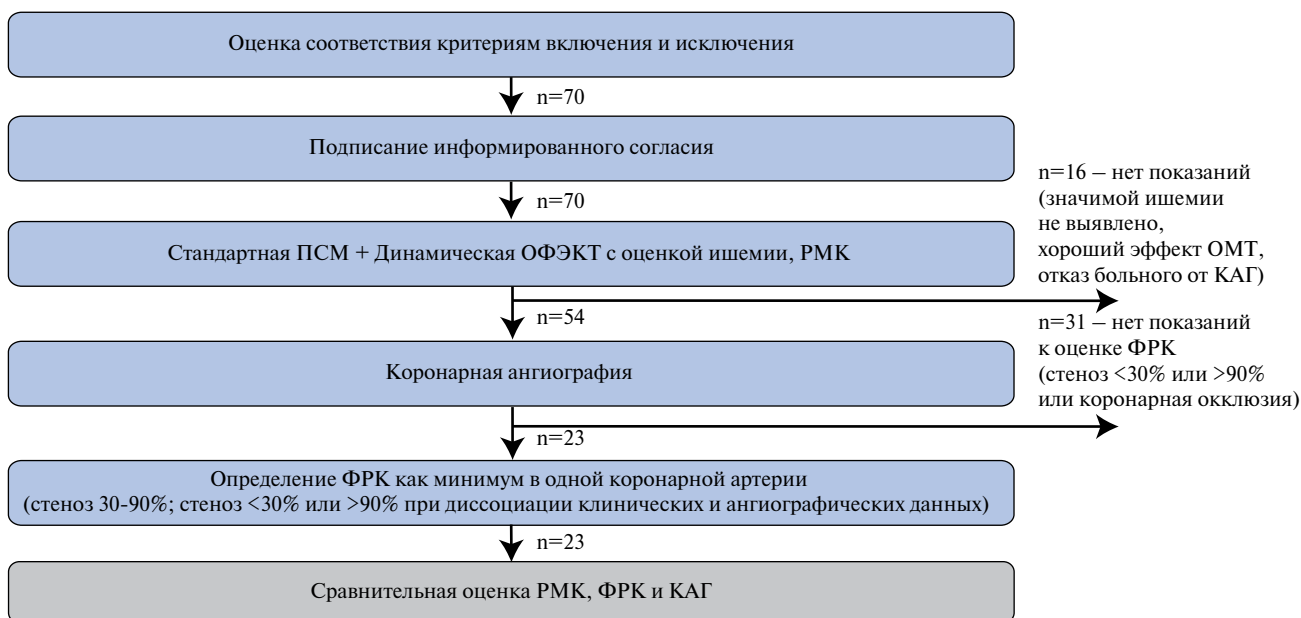 Оценка соответствия критериям включения и исключения
n=70
Подписание информированного согласия
n=70
Стандартная ПСМ + Динамическая ОФЭКТ с оценкой ишемии, РМК
n=16 – нет показаний
(значимой ишемии
не выявлено,
хороший эффект ОМТ,
отказ больного от КАГ)
n=54
Коронарная ангиография
n=31 – нет показаний
к оценке ФРК
(стеноз <30% или >90%
или коронарная окклюзия)
n=23
Определение ФРК как минимум в одной коронарной артерии
(стеноз 30-90%; стеноз <30% или >90% при диссоциации клинических и ангиографических данных)
n=23
Сравнительная оценка РМК, ФРК и КАГ